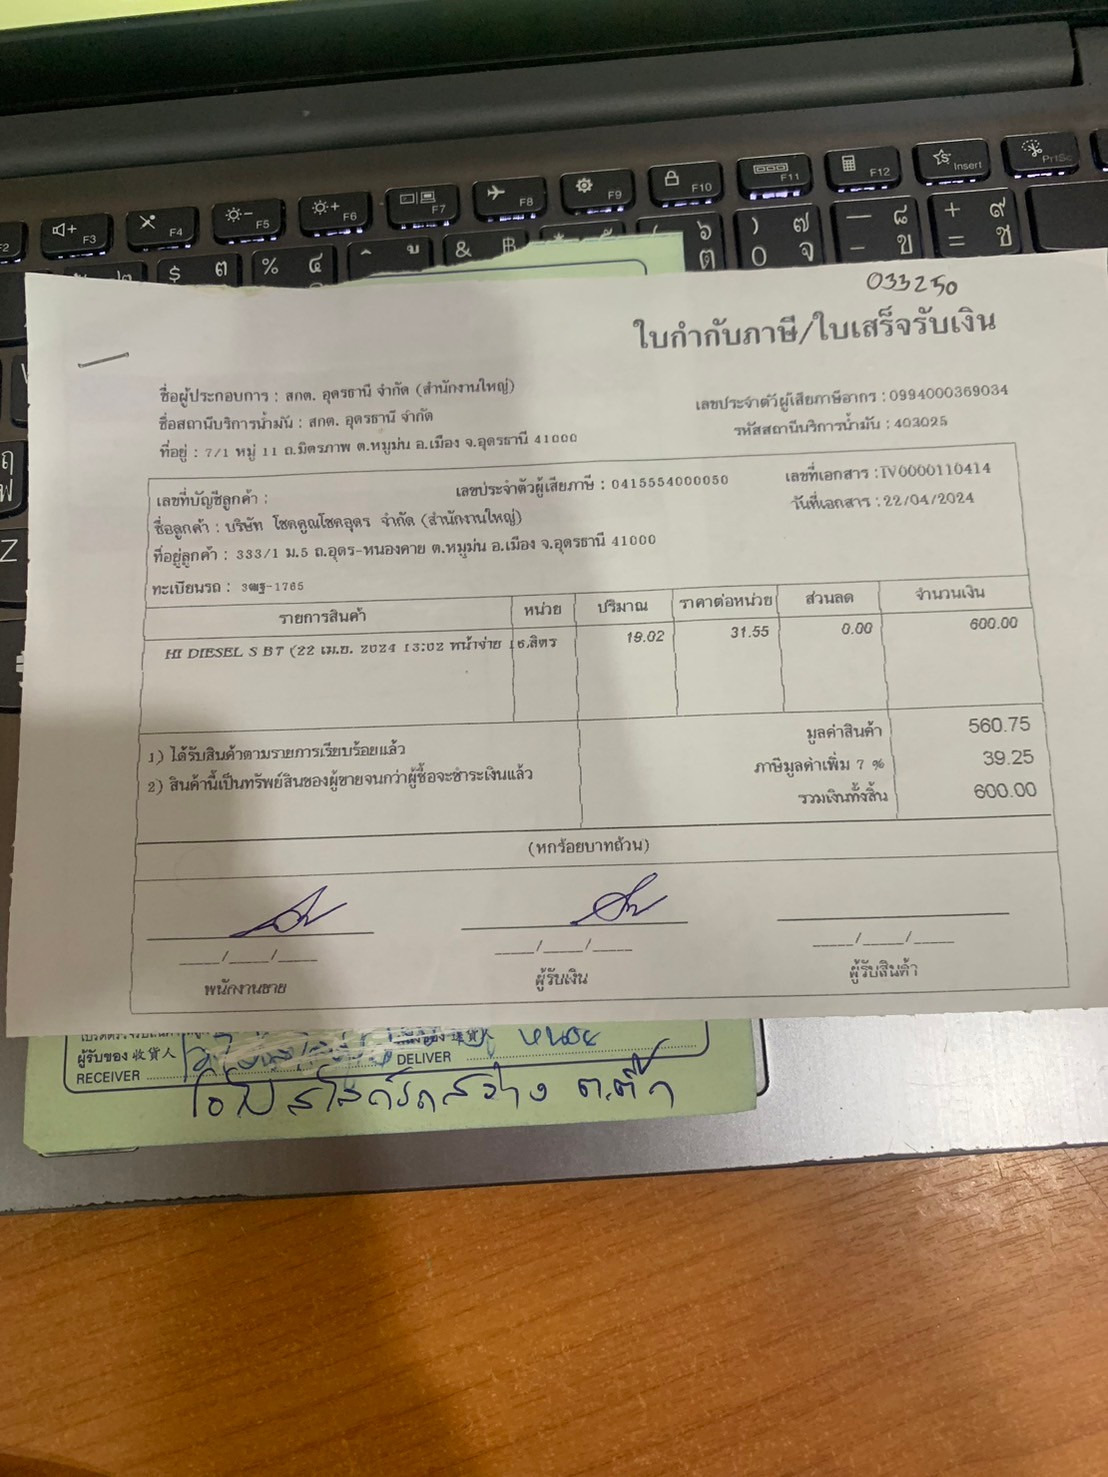 033250
ใบกำกับภาษี/ใบเสร็จรับเงิน
ชื่อผู้ประกอบการ : สกต. อุดรธานี จำกัด (สำนักงานใหญ่)
เลขประจำตัวผู้เสียภาษีอากร : 0994000369034
ชื่อสถานีบริการน้ำมัน : สกต. อุดรธานี จำกัด
รหัสสถานีบริการน้ำมัน : 403025
ที่อยู่ : 7/1 หมู่ 11 ถ.มิตรภาพ ต.หมูม่น อ.เมือง จ.อุดรธานี 41000
เลขที่บัญชีลูกค้า : เลขประจำตัวผู้เสียภาษี : 0415554000050 เลขที่เอกสาร : IV0000110414
ชื่อลูกค้า : บริษัท โชคคูณโชคอุดร จำกัด (สำนักงานใหญ่) วันที่เอกสาร : 22/04/2024
ที่อยู่ลูกค้า : 333/1 ม.5 ถ.อุดร-หนองคาย ต.หมูม่น อ.เมือง จ.อุดรธานี 41000
ทะเบียนรถ : 3ฒฐ-1765
รายการสินค้า หน่วย ปริมาณ ราคาต่อหน่วย ส่วนลด จำนวนเงิน
HI DIESEL S B7 (22 เม.ย. 2024 13:02 หน้าจ่าย 16.ลิตร 19.02 31.55 0.00 600.00
1) ได้รับสินค้าตามรายการเรียบร้อยแล้ว
2) สินค้านี้เป็นทรัพย์สินของผู้ขายจนกว่าผู้ซื้อจะชำระเงินแล้ว
มูลค่าสินค้า 560.75
ภาษีมูลค่าเพิ่ม 7 % 39.25
รวมเงินทั้งสิ้น 600.00
(หกร้อยบาทถ้วน)
____/____/____ ____/____/____ ____/____/____
พนักงานขาย ผู้รับเงิน ผู้รับสินค้า
ผู้รับของ 收貨人
RECEIVER DELIVER